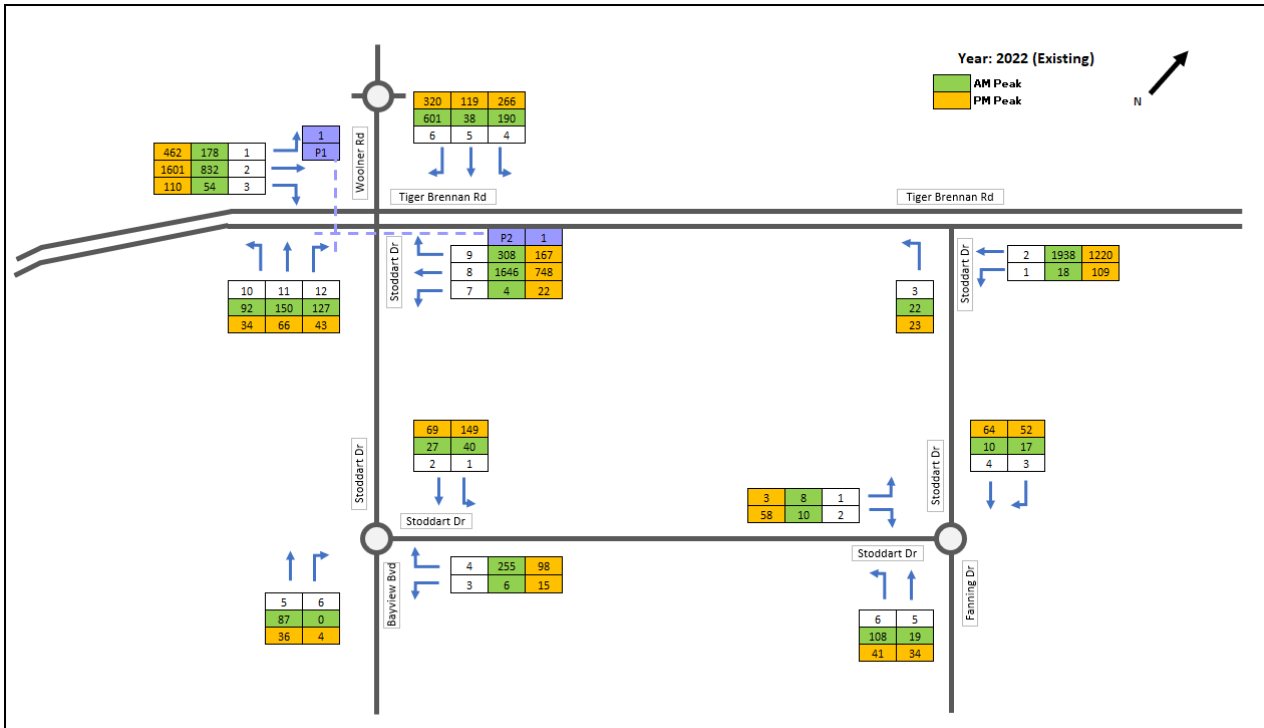 Year: 2022 (Existing)
AM Peak
PM Peak
N
320 119 266
601 38 190
6 5 4
1
P1
462 178 1
1601 832 2
110 54 3
Woolner Rd
Tiger Brennan Rd
Tiger Brennan Rd
P2 1
9 308 167
8 1646 748
7 4 22
Stoddart Dr
10 11 12
92 150 127
34 66 43
3
22
23
Stoddart Dr
2 1938 1220
1 18 109
69 149
27 40
2 1
64 52
10 17
4 3
Stoddart Dr
Stoddart Dr
3 8 1
58 10 2
Stoddart Dr
Stoddart Dr
4 255 98
3 6 15
Bayview Bvd
5 6
87 0
36 4
6 5
108 19
41 34
Fanning Dr